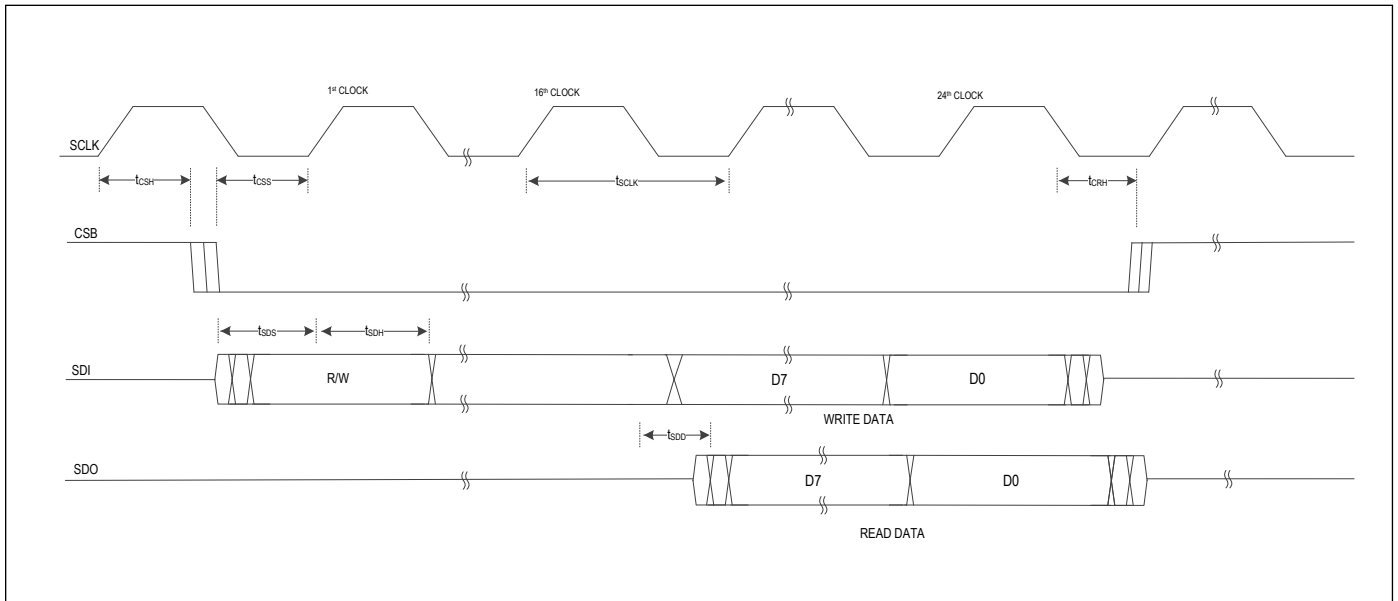 1st CLOCK
16th CLOCK
24th CLOCK
SCLK
tCSH
tCSS
tSCLK
tCRH
CSB
tSDS
tSDH
SDI
R/W
D7
D0
WRITE DATA
tSDD
SDO
D7
D0
READ DATA